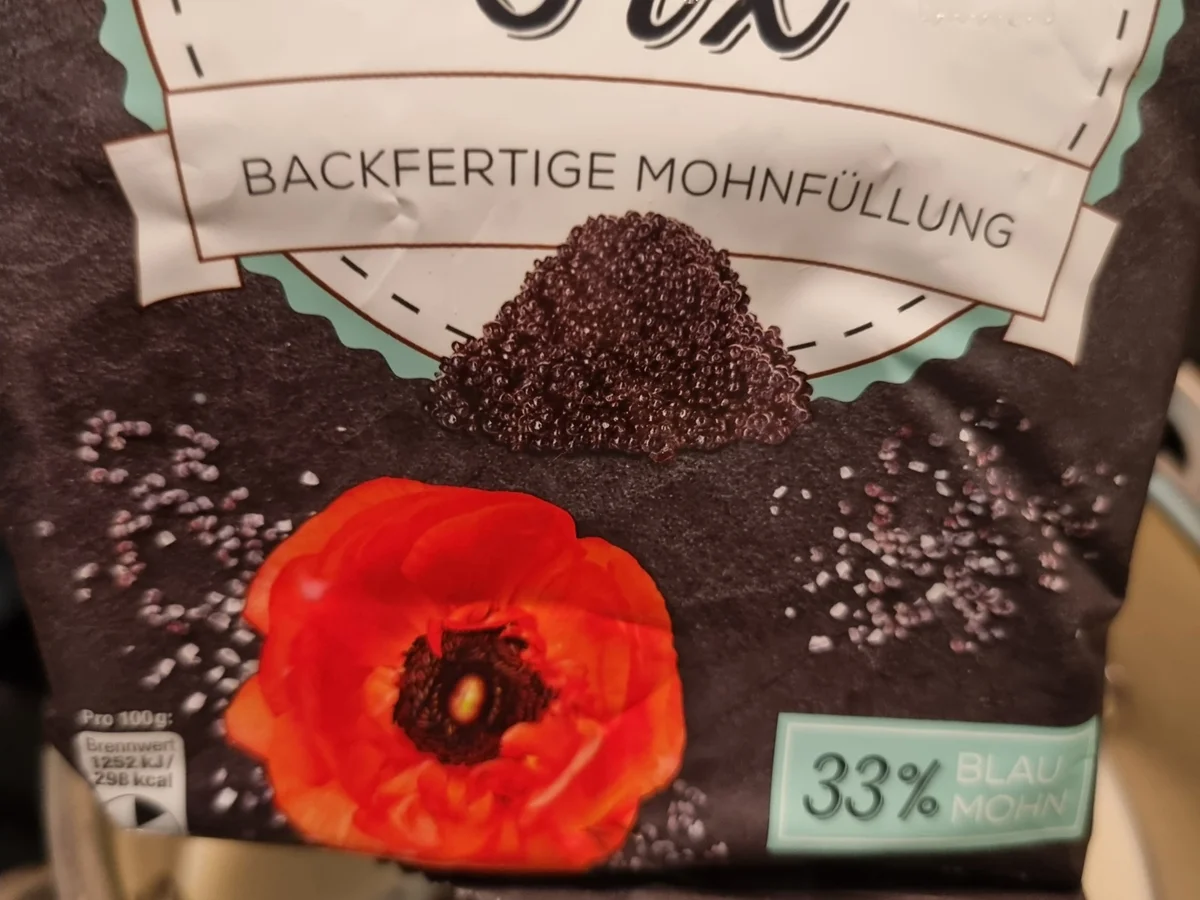 BACKFERTIGE MOHNFÜLLUNG
Pro 100g:
Brennwert
1252 kJ/
298 kcal
33% BLAU
MOHN